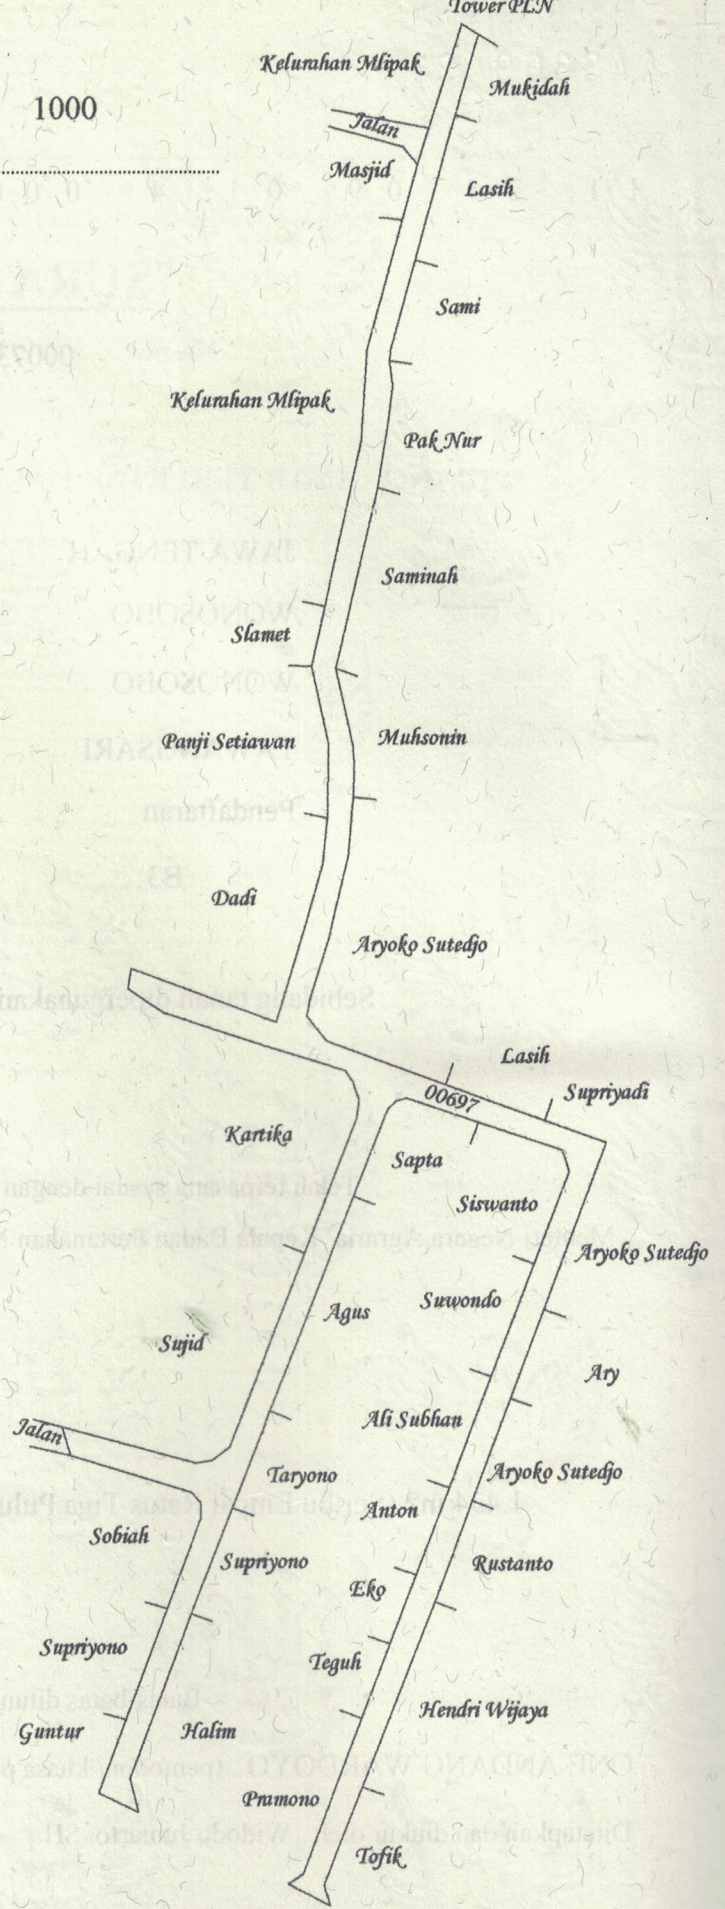 Tower PLN
Kelurahan Mlipak
Mukidah
1000
Jalan
Masjid
Lasih
Sami
Kelurahan Mlipak
Pak Nur
Saminah
Slamet
Panji Setiawan
Muhsonin
Dadi
Aryoko Sutedjo
Lasih
00697
Supriyadi
Kartika
Sapta
Siswanto
Aryoko Sutedjo
Suwondo
Agus
Sujid
Ary
Ali Subhan
Jalan
Taryono
Aryoko Sutedjo
Anton
Sobiah
Supriyono
Rustanto
Eko
Supriyono
Teguh
Hendri Wijaya
Guntur
Halim
Pramono
Tofik